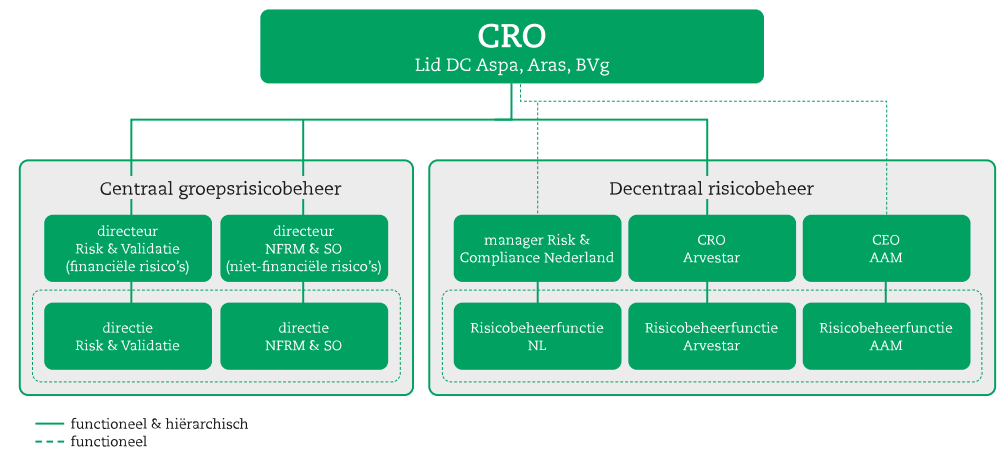 CRO
Lid DC Aspa, Aras, BVg
Centraal groepsrisicobeheer
directeur
Risk & Validatie
(financiële risico's)
directeur
NFRM & SO
(niet-financiële risico's)
directie
Risk & Validatie
directie
NFRM & SO
Decentraal risicobeheer
manager Risk &
Compliance Nederland
CRO
Arvestar
CEO
AAM
Risicobeheerfunctie
NL
Risicobeheerfunctie
Arvestar
Risicobeheerfunctie
AAM
functioneel & hiërarchisch
functioneel